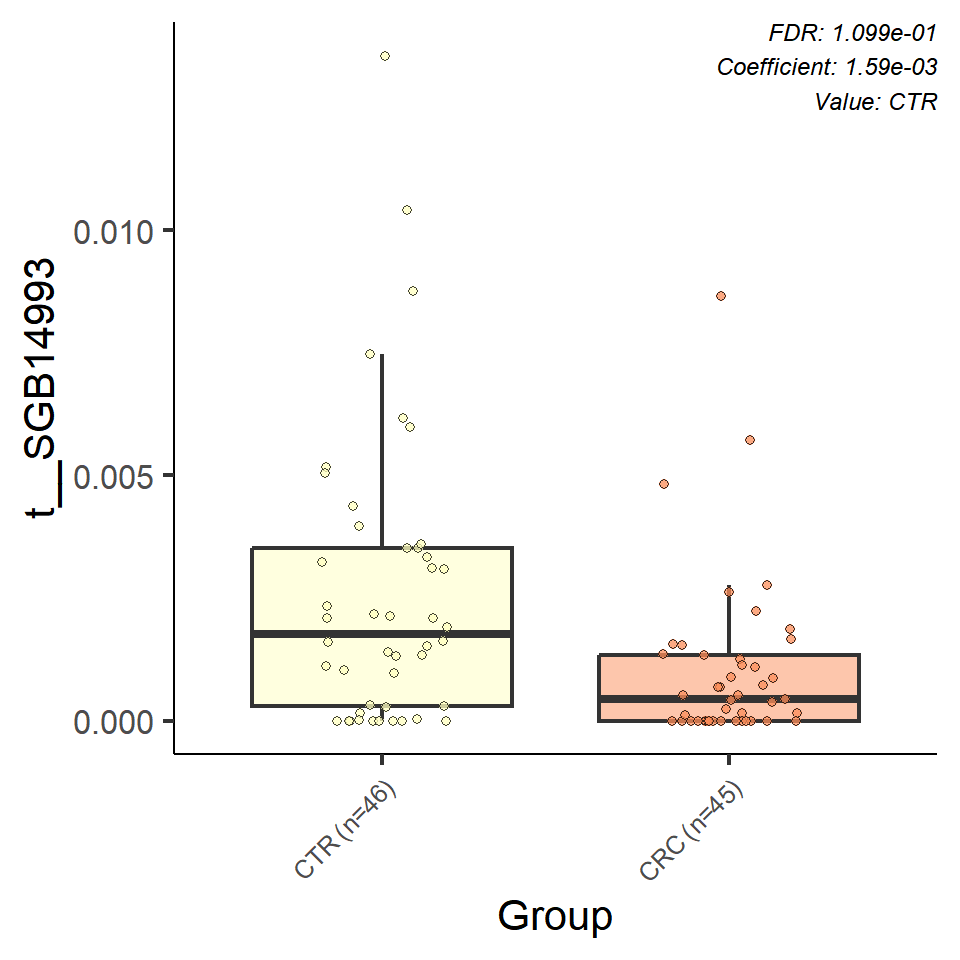 FDR: 1.099e-01
Coefficient: 1.59e-03
Value: CTR
t__SGB14993
0.010
0.005
0.000
CTR (n=46)
CRC (n=45)
Group